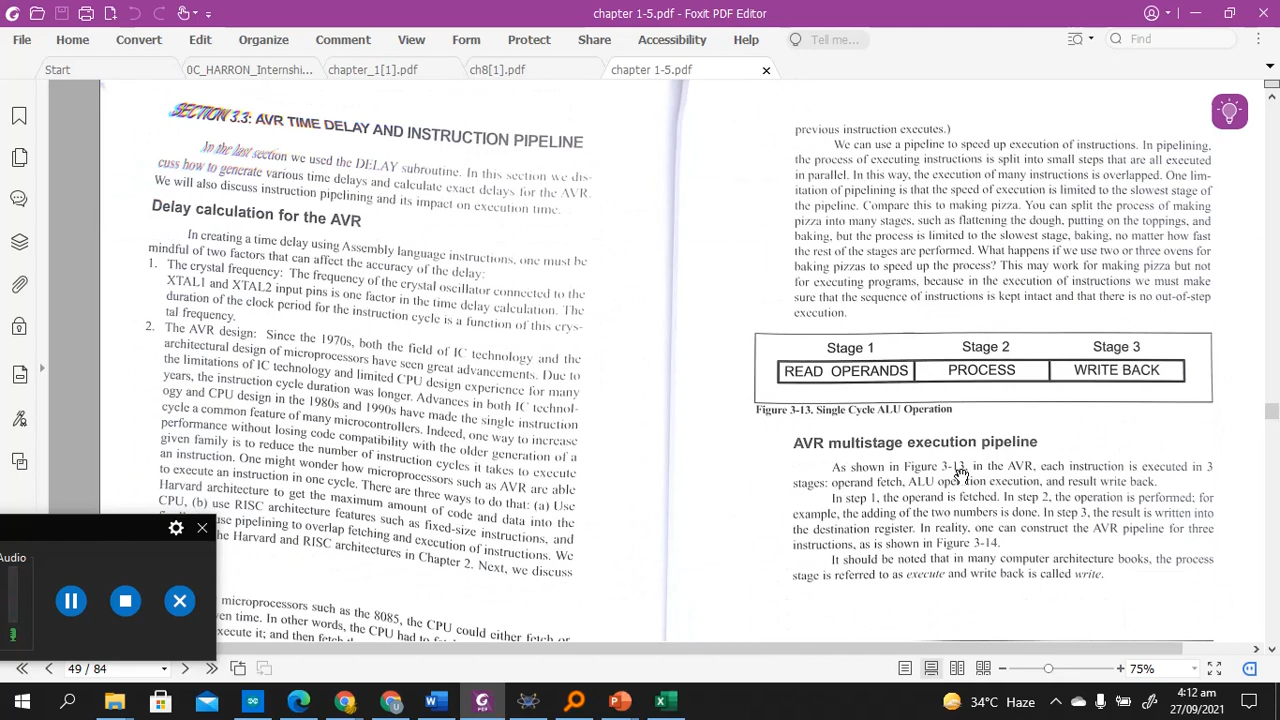 chapter 1-5.pdf - Foxit PDF Editor
File Home Convert Edit Organize Comment View Form Protect Share Accessibility Help Tell me... Find
Start 0C_HARRON_Internshi... chapter_1[1].pdf ch8[1].pdf chapter 1-5.pdf
SECTION 3.3: AVR TIME DELAY AND INSTRUCTION PIPELINE
In the last section we used the DELAY subroutine. In this section we dis-
cuss how to generate various time delays and calculate exact delays for the AVR.
We will also discuss instruction pipelining and its impact on execution time.
Delay calculation for the AVR
In creating a time delay using Assembly language instructions, one must be
mindful of two factors that can affect the accuracy of the delay:
1. The crystal frequency: The frequency of the crystal oscillator connected to the
XTAL1 and XTAL2 input pins is one factor in the time delay calculation. The
duration of the clock period for the instruction cycle is a function of this crys-
tal frequency.
2. The AVR design: Since the 1970s, both the field of IC technology and the
architectural design of microprocessors have seen great advancements. Due to
the limitations of IC technology and limited CPU design experience for many
years, the instruction cycle duration was longer. Advances in both IC technol-
ogy and CPU design in the 1980s and 1990s have made the single instruction
cycle a common feature of many microcontrollers. Indeed, one way to increase
performance without losing code compatibility with the older generation of a
given family is to reduce the number of instruction cycles it takes to execute
an instruction. One might wonder how microprocessors such as AVR are able
to execute an instruction in one cycle. There are three ways to do that: (a) Use
Harvard architecture to get the maximum amount of code and data into the
CPU, (b) use RISC architecture features such as fixed-size instructions, and
use pipelining to overlap fetching and execution of instructions. We
the Harvard and RISC architectures in Chapter 2. Next, we discuss
microprocessors such as the 8085, the CPU could either fetch or
given time. In other words, the CPU had to
execute it; and then fetch
previous instruction executes.)
We can use a pipeline to speed up execution of instructions. In pipelining,
the process of executing instructions is split into small steps that are all executed
in parallel. In this way, the execution of many instructions is overlapped. One lim-
itation of pipelining is that the speed of execution is limited to the slowest stage of
the pipeline. Compare this to making pizza. You can split the process of making
pizza into many stages, such as flattening the dough, putting on the toppings, and
baking, but the process is limited to the slowest stage, baking, no matter how fast
the rest of the stages are performed. What happens if we use two or three ovens for
baking pizzas to speed up the process? This may work for making pizza but not
for executing programs, because in the execution of instructions we must make
sure that the sequence of instructions is kept intact and that there is no out-of-step
execution.
Stage 1 Stage 2 Stage 3
READ OPERANDS PROCESS WRITE BACK
Figure 3-13. Single Cycle ALU Operation
AVR multistage execution pipeline
As shown in Figure 3-13, in the AVR, each instruction is executed in 3
stages: operand fetch, ALU operation execution, and result write back.
In step 1, the operand is fetched. In step 2, the operation is performed; for
example, the adding of the two numbers is done. In step 3, the result is written into
the destination register. In reality, one can construct the AVR pipeline for three
instructions, as is shown in Figure 3-14.
It should be noted that in many computer architecture books, the process
stage is referred to as execute and write back is called write.
Audio
49 / 84
75%
34°C Haze
4:12 am
27/09/2021